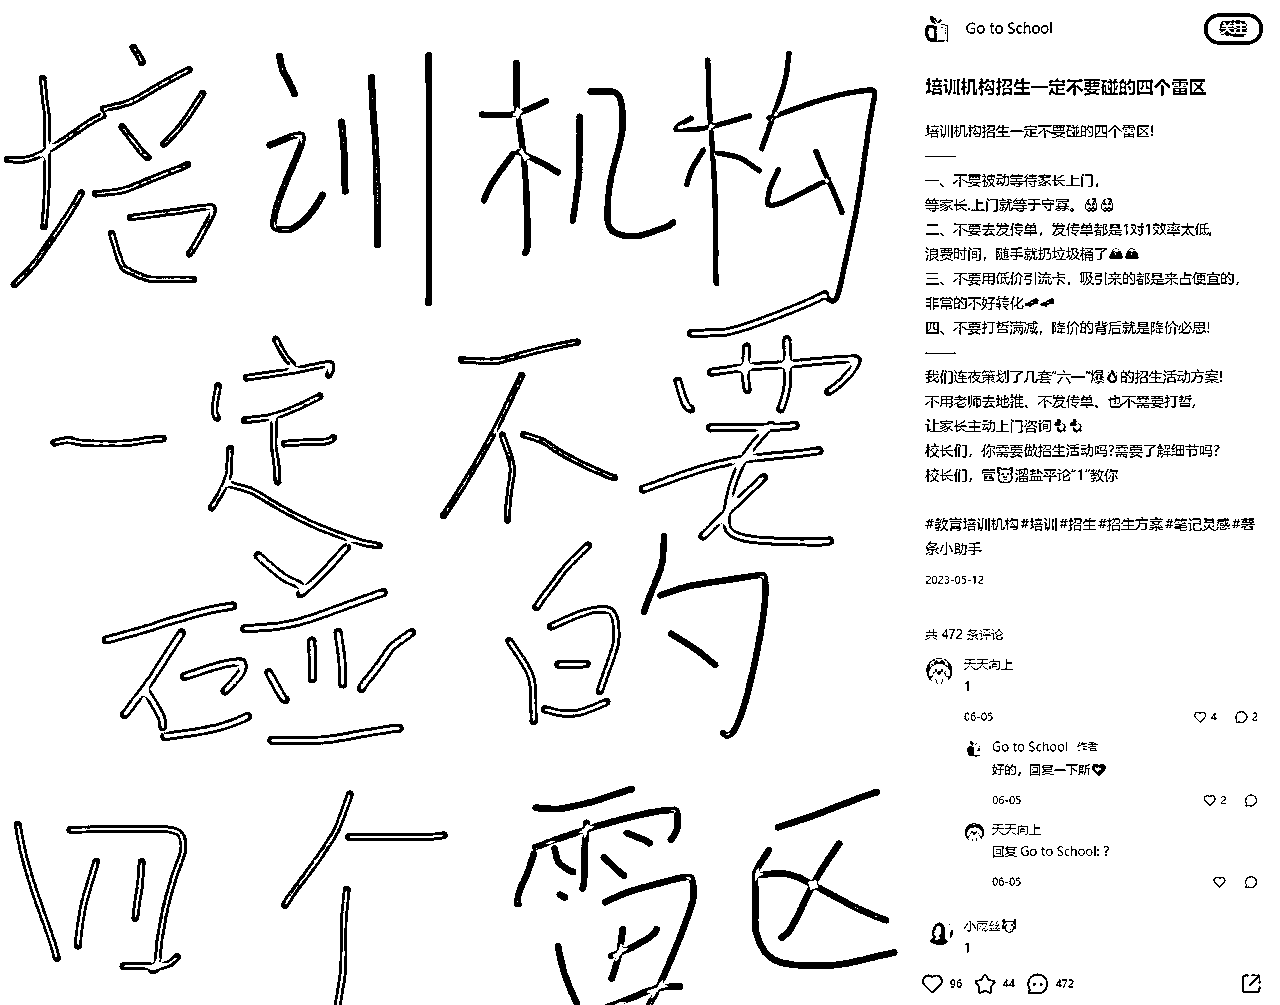 培训机构
一定不要
碰的
四个雷区
Go to School
关注
培训机构招生一定不要碰的四个雷区
培训机构招生一定不要碰的四个雷区!
——
一、不要被动等待家长上门,
等家长.上门就等于守寡。
二、不要去发传单,发传单都是1对1效率太低,
浪费时间,随手就扔垃圾桶了
三、不要用低价引流卡,吸引来的都是来占便宜的,
非常的不好转化
四、不要打折满减,降价的背后就是降价必思!
——
我们连夜策划了几套“六一”爆🔥的招生活动方案!
不用老师去地推、不发传单、也不需要打折,
让家长主动上门咨询
校长们,你需要做招生活动吗?需要了解细节吗?
校长们,溜盐平论“1”教你
#教育培训机构#培训#招生#招生方案#笔记灵感#薯
条小助手
2023-05-12
共 472 条评论
天天向上
1
06-05
4
2
Go to School 作者
好的,回复一下斯
06-05
2
天天向上
回复 Go to School: ?
06-05
小雨丝
1
96
44
472